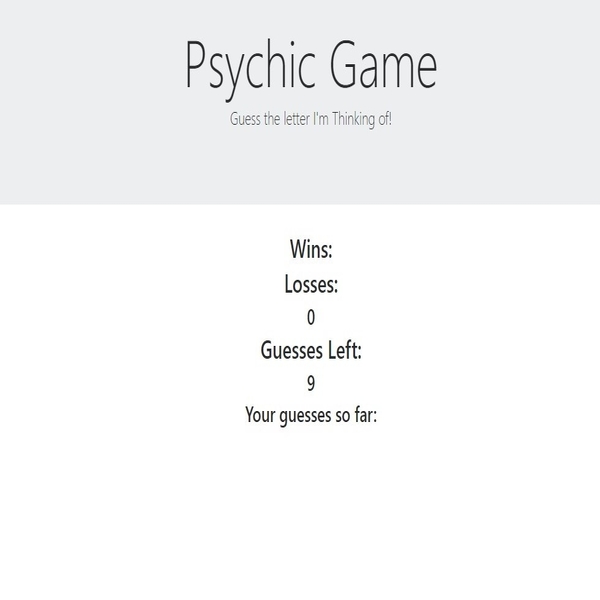 Psychic Game
Guess the letter I'm Thinking of!
Wins:
Losses:
0
Guesses Left:
9
Your guesses so far: